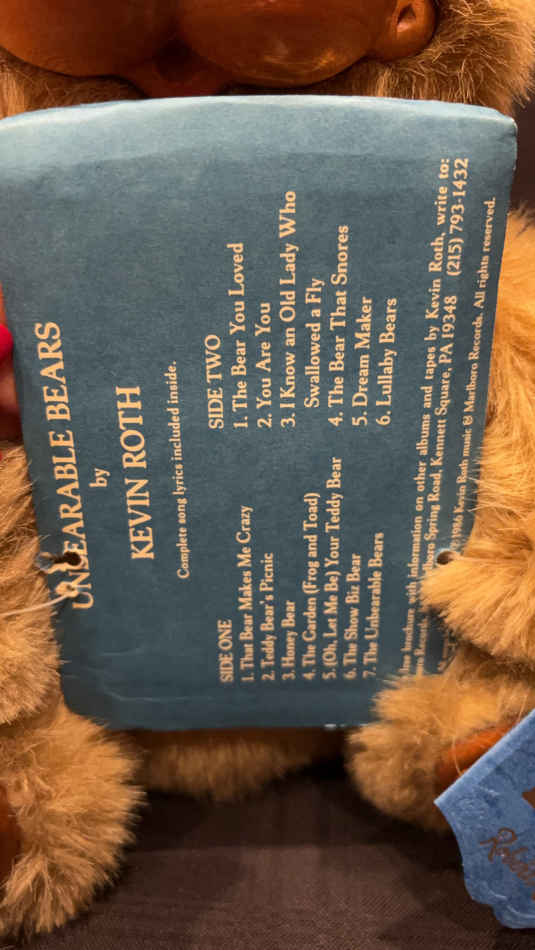 UNBEARABLE BEARS
by
KEVIN ROTH
Complete song lyrics included inside.
SIDE ONE
1. That Bear Makes Me Crazy
2. Teddy Bear's Picnic
3. Honey Bear
4. The Garden (Frog and Toad)
5. (Oh, Let Me Be) Your Teddy Bear
6. The Show Biz Bear
7. The Unbearable Bears
SIDE TWO
1. The Bear You Loved
2. You Are You
3. I Know an Old Lady Who
Swallowed a Fly
4. The Bear That Snores
5. Dream Maker
6. Lullaby Bears
brochure with information on other albums and tapes by Kevin Roth, write to:
Records, Spring Road, Kennett Square, PA 19348 (215) 793-1432
1986 Kevin Roth music & Marlboro Records. All rights reserved.